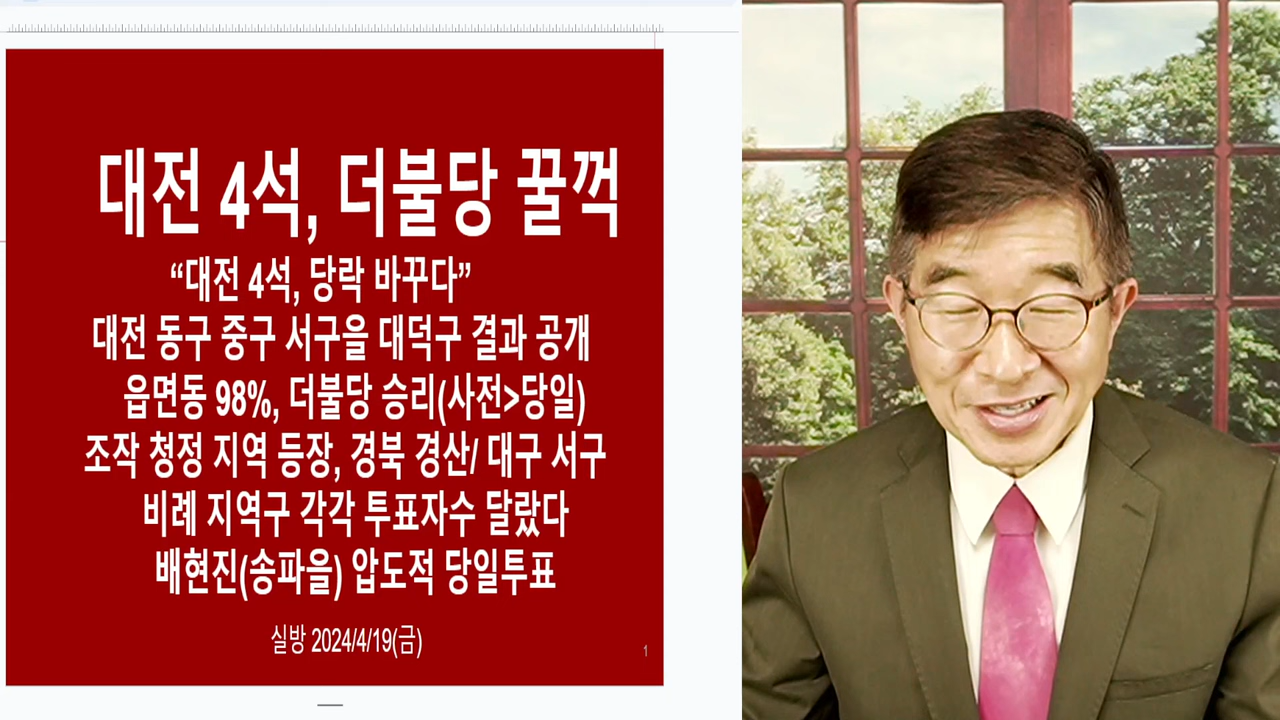 대전 4석, 더불당 꿀꺽
“대전 4석, 당락 바꾸다”
대전 동구 중구 서구을 대덕구 결과 공개
읍면동 98%, 더불당 승리(사전>당일)
조작 청정 지역 등장, 경북 경산/ 대구 서구
비례 지역구 각각 투표자수 달랐다
배현진(송파을) 압도적 당일투표
실방 2024/4/19(금)
1